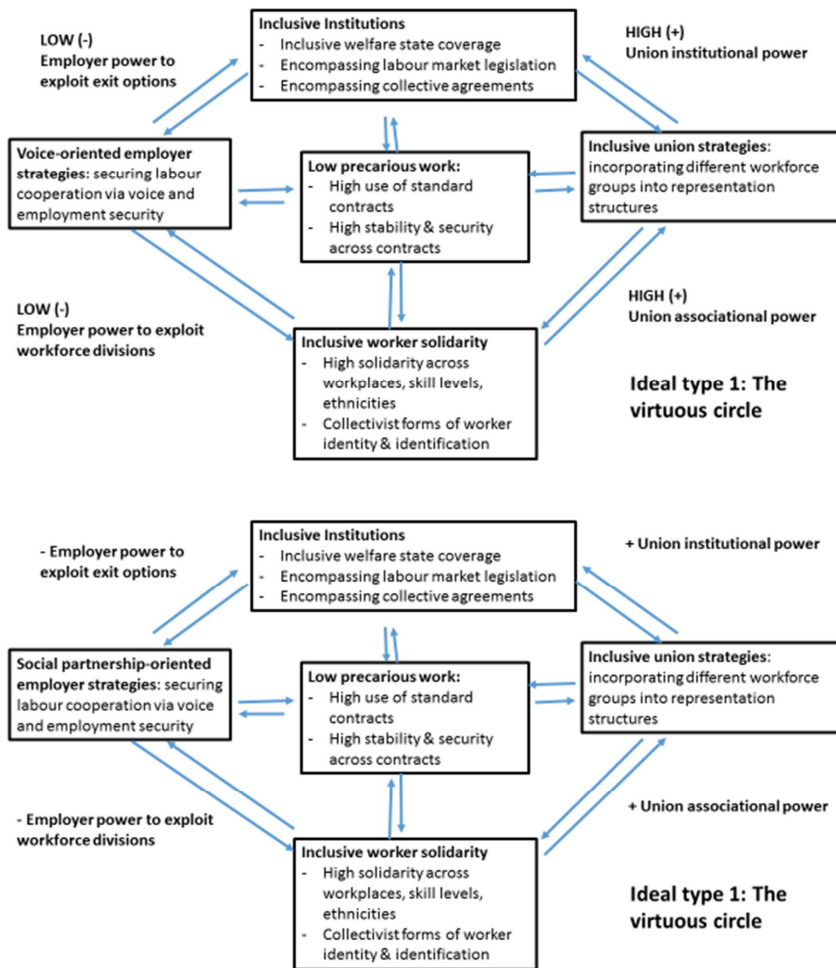 LOW (-)
Employer power to
exploit exit options
Inclusive Institutions
- Inclusive welfare state coverage
- Encompassing labour market legislation
- Encompassing collective agreements
HIGH (+)
Union institutional power
Voice-oriented employer
strategies: securing labour
cooperation via voice and
employment security
Low precarious work:
- High use of standard
contracts
- High stability & security
across contracts
Inclusive union strategies:
incorporating different workforce
groups into representation
structures
LOW (-)
Employer power to exploit
workforce divisions
HIGH (+)
Union associational power
Inclusive worker solidarity
- High solidarity across
workplaces, skill levels,
ethnicities
- Collectivist forms of worker
identity & identification
Ideal type 1: The
virtuous circle
- Employer power to
exploit exit options
Inclusive Institutions
- Inclusive welfare state coverage
- Encompassing labour market legislation
- Encompassing collective agreements
+ Union institutional power
Social partnership-oriented
employer strategies: securing
labour cooperation via voice
and employment security
Low precarious work:
- High use of standard
contracts
- High stability & security
across contracts
Inclusive union strategies:
incorporating different workforce
groups into representation
structures
- Employer power to exploit
workforce divisions
+ Union associational power
Inclusive worker solidarity
- High solidarity across
workplaces, skill levels,
ethnicities
- Collectivist forms of worker
identity & identification
Ideal type 1: The
virtuous circle